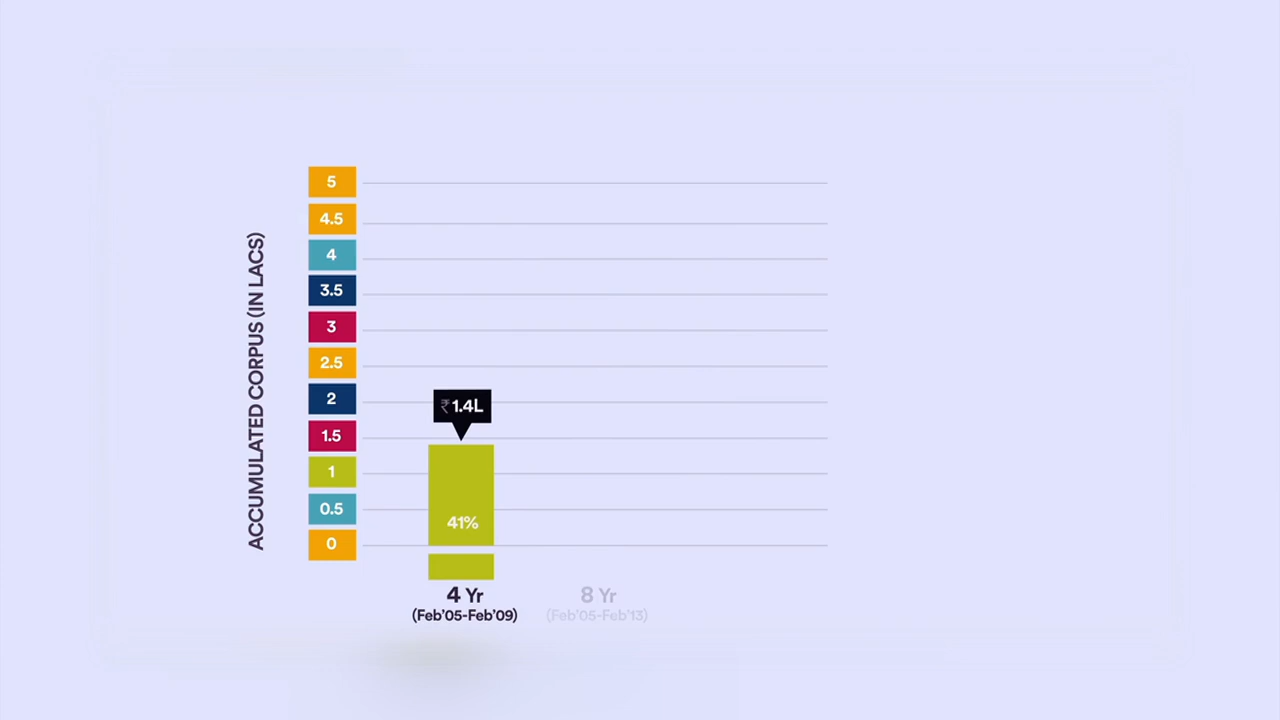 ACCUMULATED CORPUS (IN LACS)
5
4.5
4
3.5
3
2.5
2
1.5
1
0.5
0
₹1.4L
41%
4 Yr
(Feb'05-Feb'09)
8 Yr
(Feb'05-Feb'13)